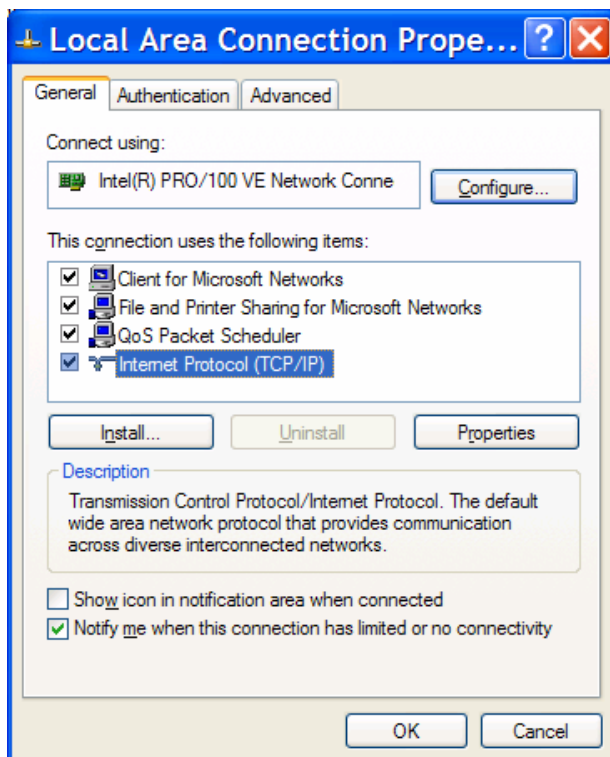 Local Area Connection Prope...
General Authentication Advanced
Connect using:
Intel(R) PRO/100 VE Network Conne
Configure...
This connection uses the following items:
Client for Microsoft Networks
File and Printer Sharing for Microsoft Networks
QoS Packet Scheduler
Internet Protocol (TCP/IP)
Install... Uninstall Properties
Description
Transmission Control Protocol/Internet Protocol. The default
wide area network protocol that provides communication
across diverse interconnected networks.
Show icon in notification area when connected
Notify me when this connection has limited or no connectivity
OK Cancel